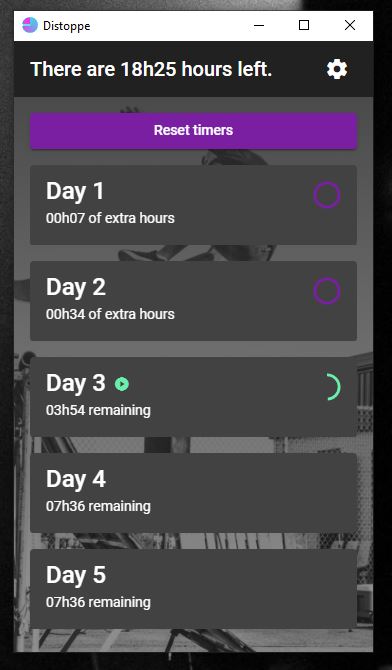 Distoppe
There are 18h25 hours left.
Reset timers
Day 1
00h07 of extra hours
Day 2
00h34 of extra hours
Day 3
03h54 remaining
Day 4
07h36 remaining
Day 5
07h36 remaining